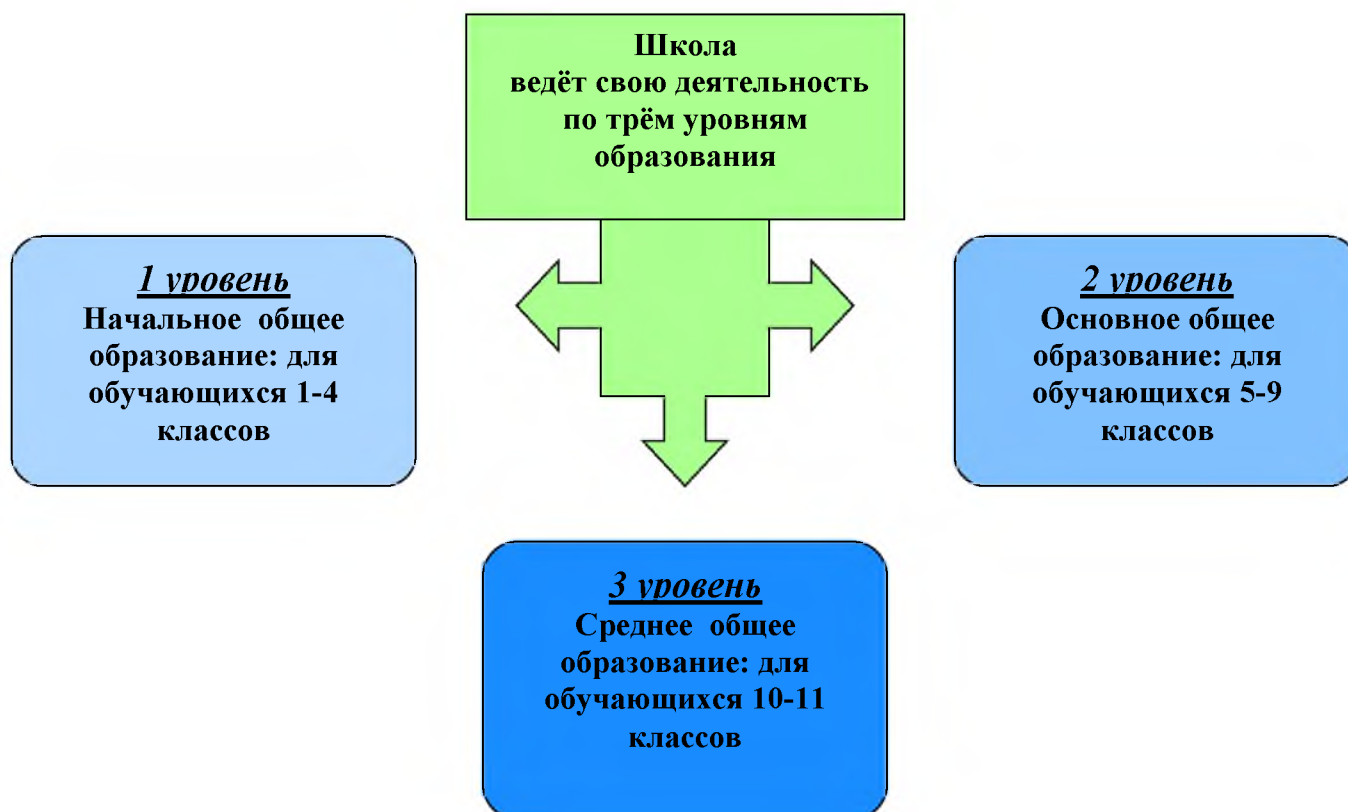 Школа
ведёт свою деятельность
по трём уровням
образования
1 уровень
Начальное общее
образование: для
обучающихся 1-4
классов
2 уровень
Основное общее
образование: для
обучающихся 5-9
классов
3 уровень
Среднее общее
образование: для
обучающихся 10-11
классов